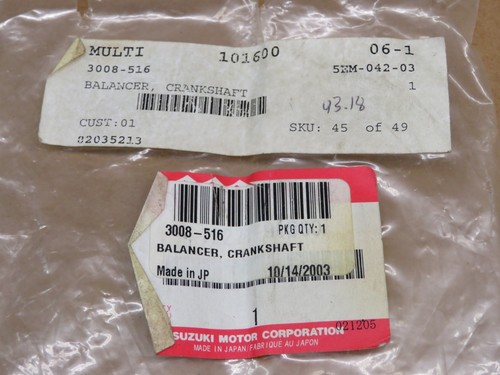 MULTI 101600 06-1
3008-516 5EM-042-03
BALANCER, CRANKSHAFT 1
43.18
CUST:01 SKU: 45 of 49
82035213
3008-516 PKG QTY: 1
BALANCER, CRANKSHAFT
Made in JP 10/14/2003
1
021205
SUZUKI MOTOR CORPORATION
MADE IN JAPAN/FABRIQUE AU JAPON